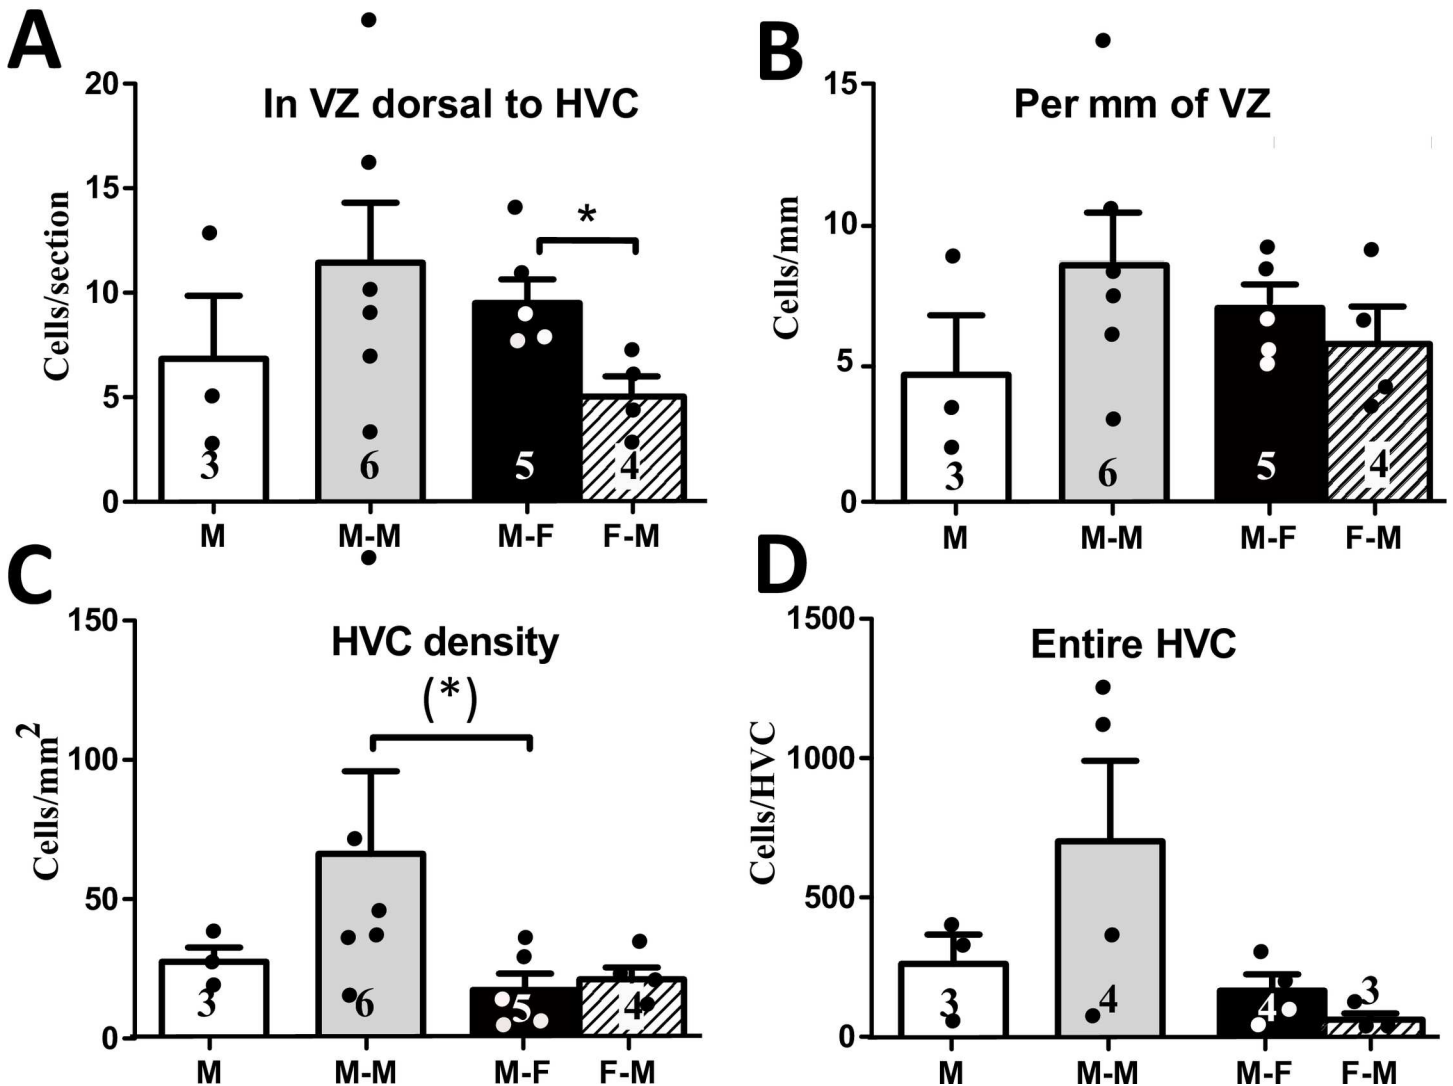 A
20
In VZ dorsal to HVC
15
*
Cells/section
10
5
3
6
5
4
0
M
M-M
M-F
F-M
B
15
Per mm of VZ
10
Cells/mm
5
3
6
5
4
0
M
M-M
M-F
F-M
C
150
HVC density
(*)
100
Cells/mm²
50
3
6
5
4
0
M
M-M
M-F
F-M
D
1500
Entire HVC
1000
Cells/HVC
500
3
4
4
3
0
M
M-M
M-F
F-M